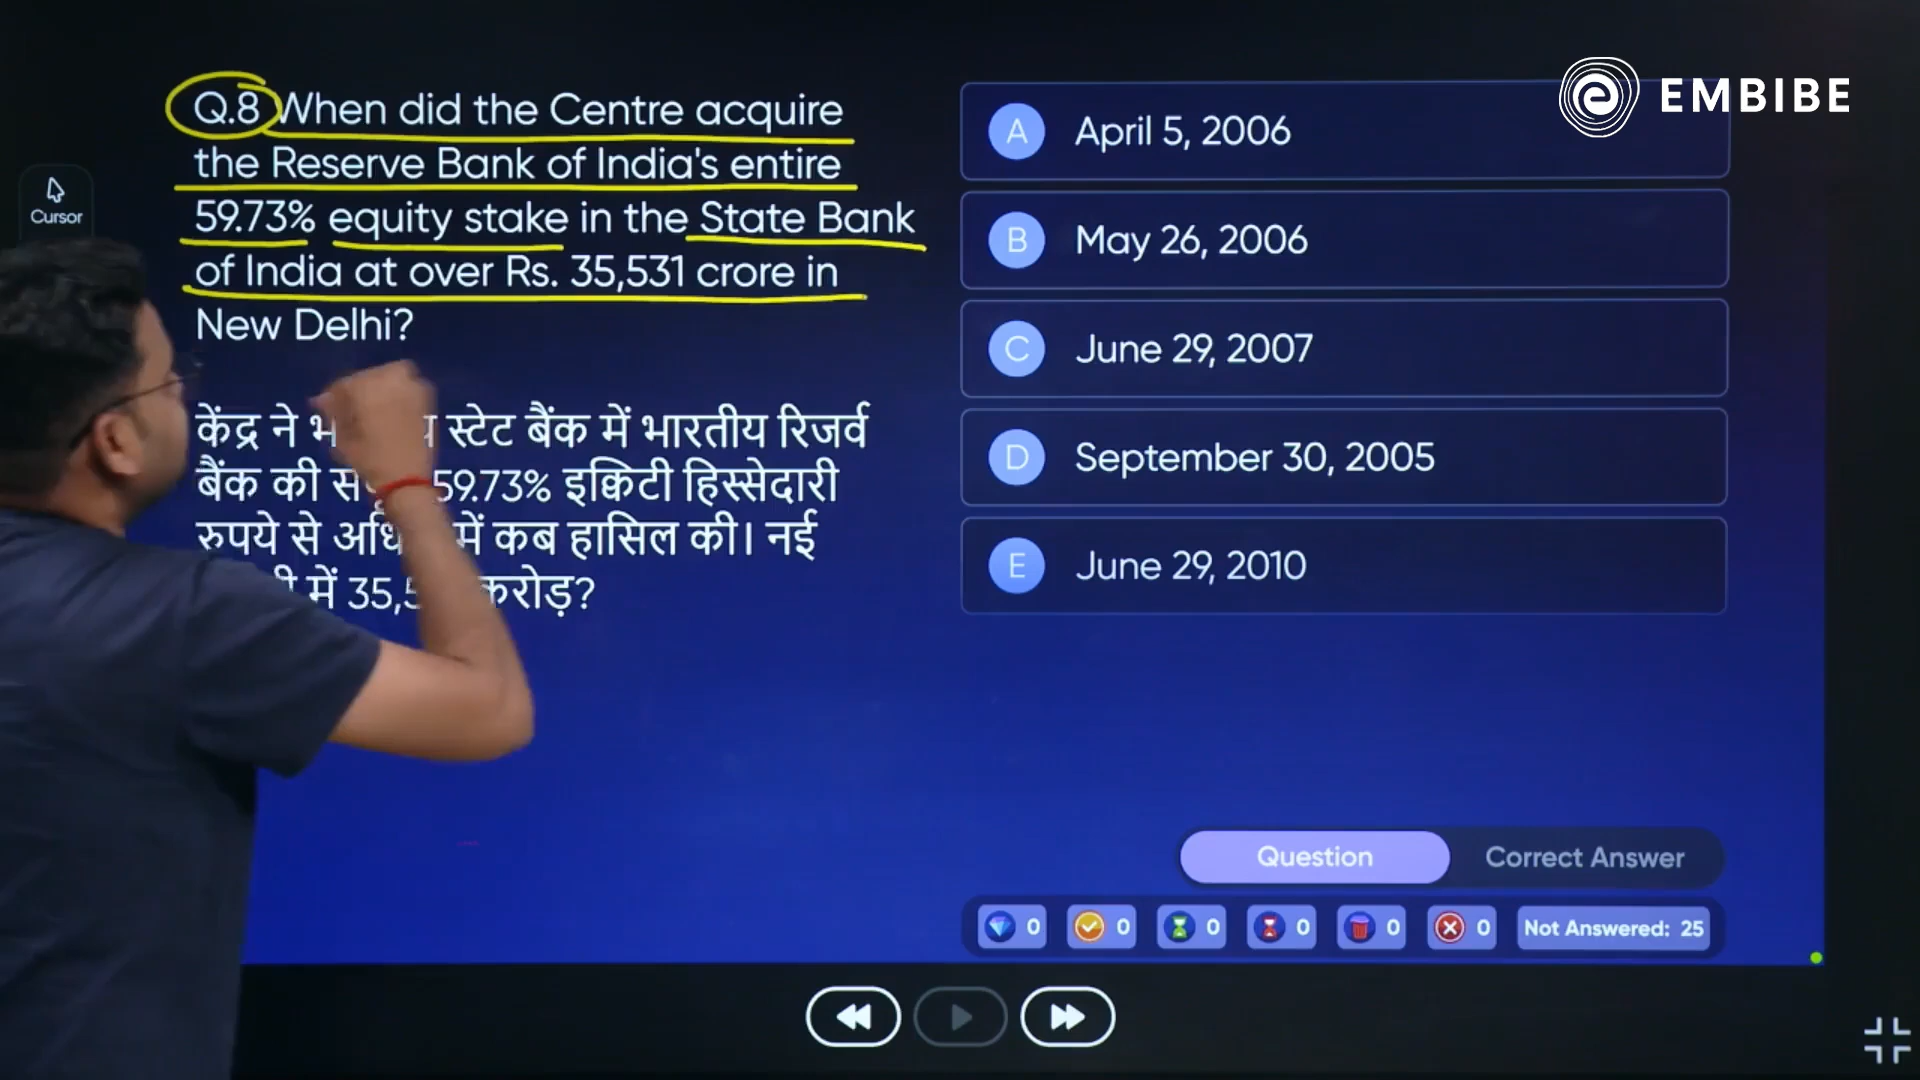 EMBIBE
Cursor
Q.8 When did the Centre acquire
the Reserve Bank of India's entire
59.73% equity stake in the State Bank
of India at over Rs. 35,531 crore in
New Delhi?
केंद्र ने स्टेट बैंक में भारतीय रिजर्व
बैंक की 59.73% इक्विटी हिस्सेदारी
रुपये से में कब हासिल की। नई
में करोड़?
A April 5, 2006
B May 26, 2006
C June 29, 2007
D September 30, 2005
E June 29, 2010
Question Correct Answer
0 0 0 0 0 0 Not Answered: 25